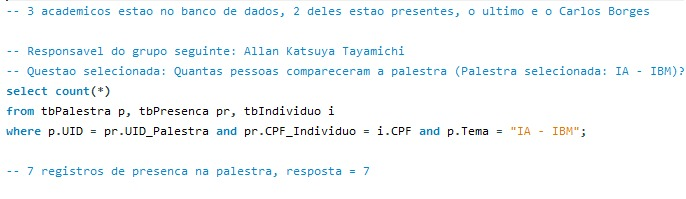 -- 3 academicos estao no banco de dados, 2 deles estao presentes, o ultimo e o Carlos Borges
-- Responsavel do grupo seguinte: Allan Katsuya Tayamichi
-- Questao selecionada: Quantas pessoas compareceram a palestra (Palestra selecionada: IA - IBM)?
select count(*)
from tbPalestra p, tbPresenca pr, tbIndividuo i
where p.UID = pr.UID_Palestra and pr.CPF_Individuo = i.CPF and p.Tema = "IA - IBM";
-- 7 registros de presenca na palestra, resposta = 7